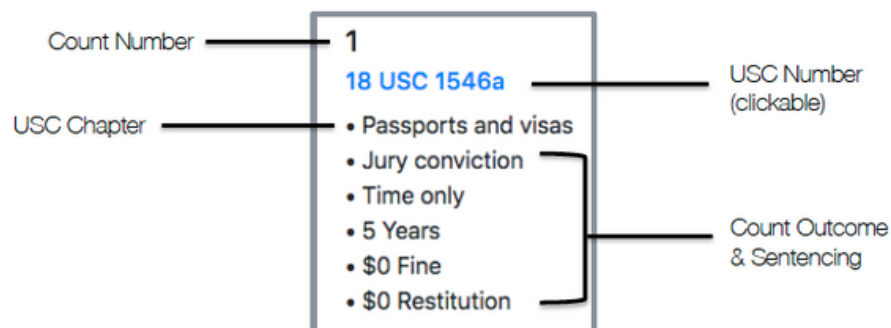 Count Number
1
18 USC 1546a
USC Number
(clickable)
USC Chapter
• Passports and visas
• Jury conviction
• Time only
• 5 Years
• $0 Fine
• $0 Restitution
Count Outcome
& Sentencing